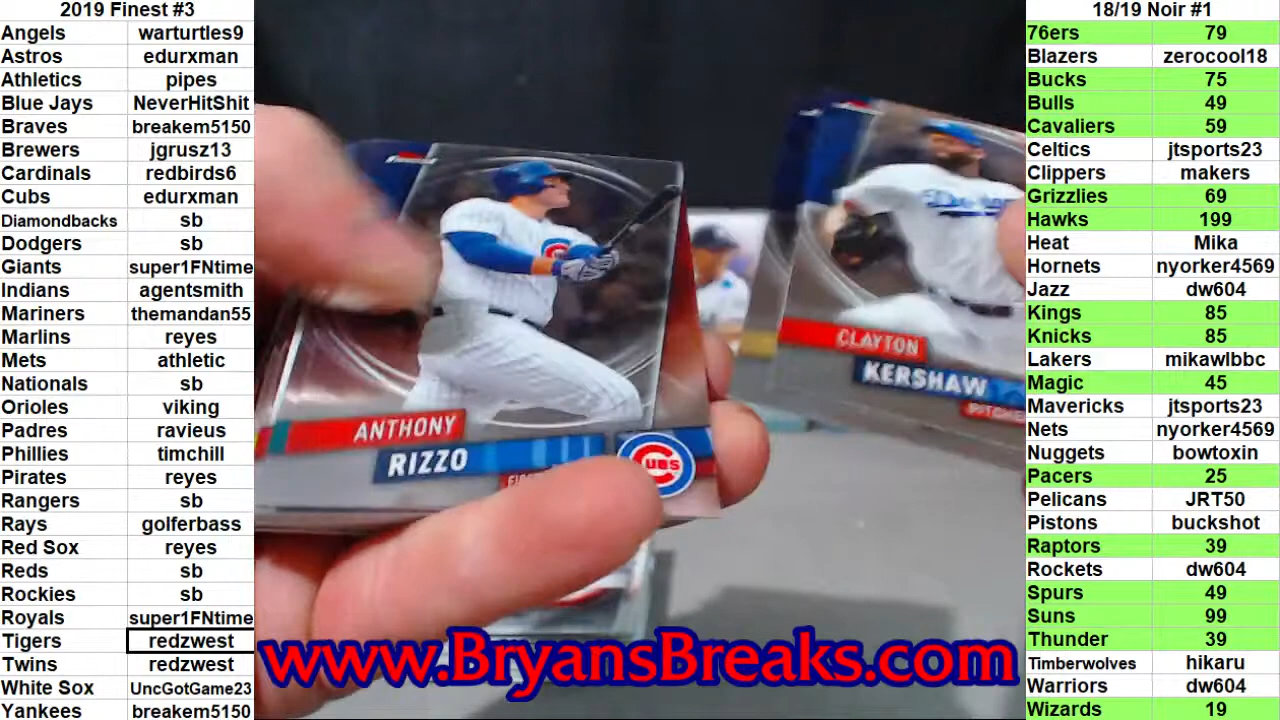 2019 Finest #3
Angels warturtles9
Astros edurxman
Athletics pipes
Blue Jays NeverHitShit
Braves breakem5150
Brewers jgrusz13
Cardinals redbirds6
Cubs edurxman
Diamondbacks sb
Dodgers sb
Giants super1FNtime
Indians agentsmith
Mariners themandan55
Marlins reyes
Mets athletic
Nationals sb
Orioles viking
Padres ravieus
Phillies timchill
Pirates reyes
Rangers sb
Rays golferbass
Red Sox reyes
Reds sb
Rockies sb
Royals super1FNtime
Tigers redzwest
Twins redzwest
White Sox UncGotGame23
Yankees breakem5150
ANTHONY
RIZZO
CUBS
CLAYTON
KERSHAW
www.BryansBreaks.com
18/19 Noir #1
76ers 79
Blazers zerocool18
Bucks 75
Bulls 49
Cavaliers 59
Celtics jtsports23
Clippers makers
Grizzlies 69
Hawks 199
Heat Mika
Hornets nyorker4569
Jazz dw604
Kings 85
Knicks 85
Lakers mikawlbbc
Magic 45
Mavericks jtsports23
Nets nyorker4569
Nuggets bowtoxin
Pacers 25
Pelicans JRT50
Pistons buckshot
Raptors 39
Rockets dw604
Spurs 49
Suns 99
Thunder 39
Timberwolves hikaru
Warriors dw604
Wizards 19